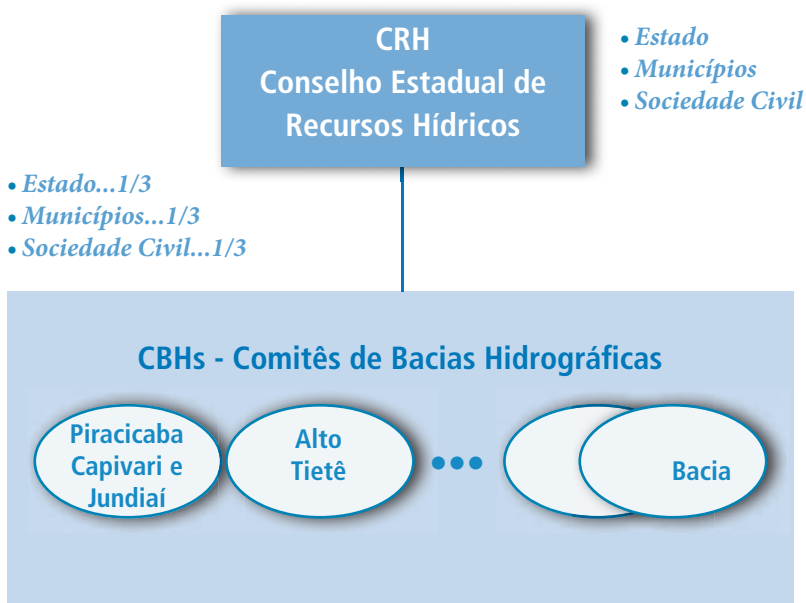 CRH
Conselho Estadual de
Recursos Hídricos
• Estado
• Municípios
• Sociedade Civil
• Estado...1/3
• Municípios...1/3
• Sociedade Civil...1/3
CBHs - Comitês de Bacias Hidrográficas
Piracicaba
Capivari e
Jundiaí
Alto
Tietê
•••
Bacia